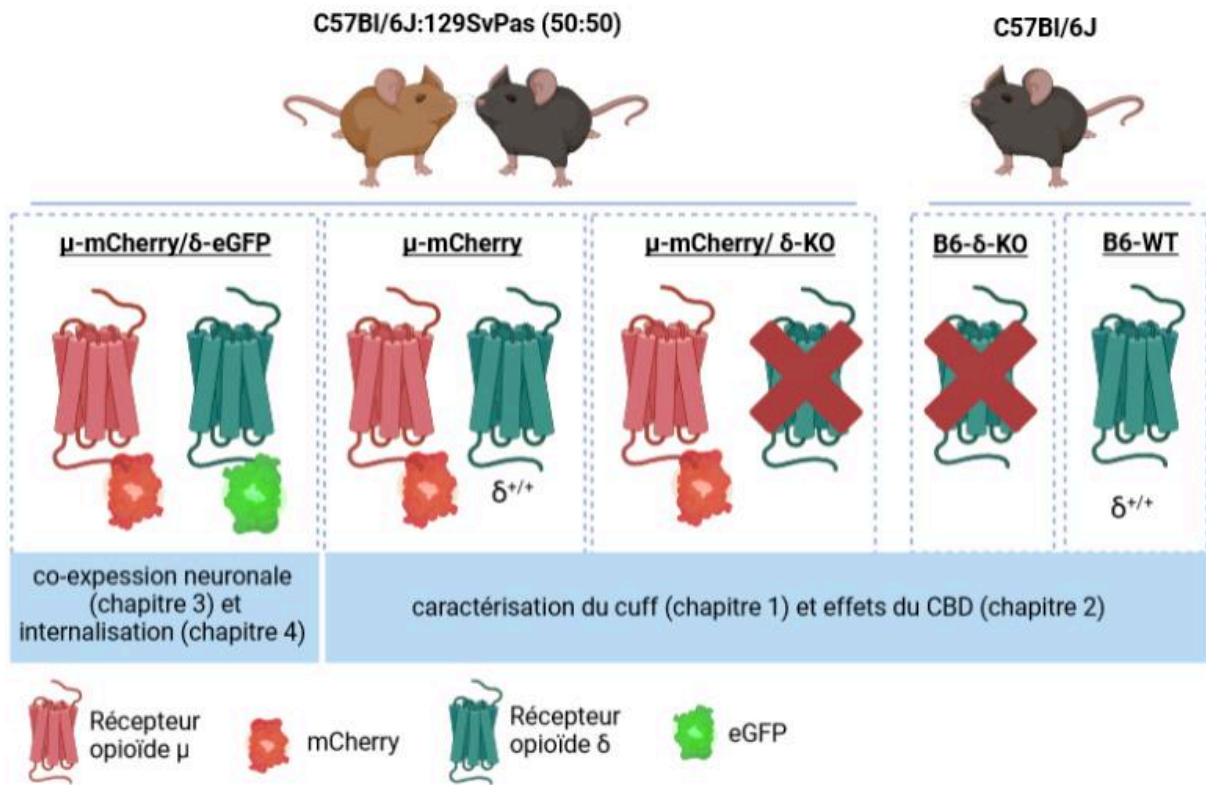 C57Bl/6J:129SvPas (50:50)
C57Bl/6J
μ-mCherry/δ-eGFP
μ-mCherry
μ-mCherry/ δ-KO
B6-δ-KO
B6-WT
δ+/+
δ+/+
co-expession neuronale
(chapitre 3) et
internalisation (chapitre 4)
caractérisation du cuff (chapitre 1) et effets du CBD (chapitre 2)
Récepteur
opioïde μ
mCherry
Récepteur
opioïde δ
eGFP